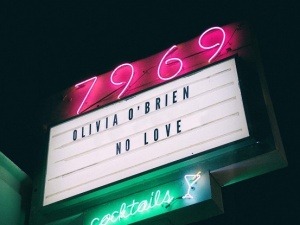 7969
OLIVIA O'BRIEN
NO LOVE
cocktails